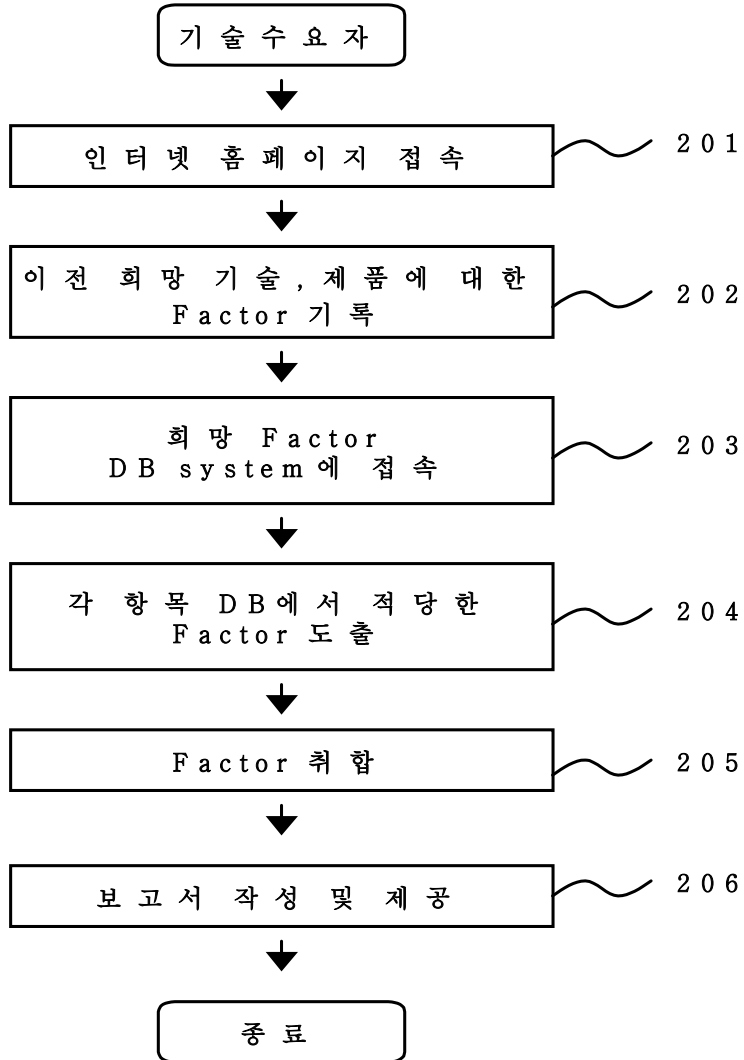 기술수요자
인터넷 홈페이지 접속
201
이전 희망 기술, 제품에 대한
Factor 기록
202
희망 Factor
DB system에 접속
203
각 항목 DB에서 적당한
Factor 도출
204
Factor 취합
205
보고서 작성 및 제공
206
종료